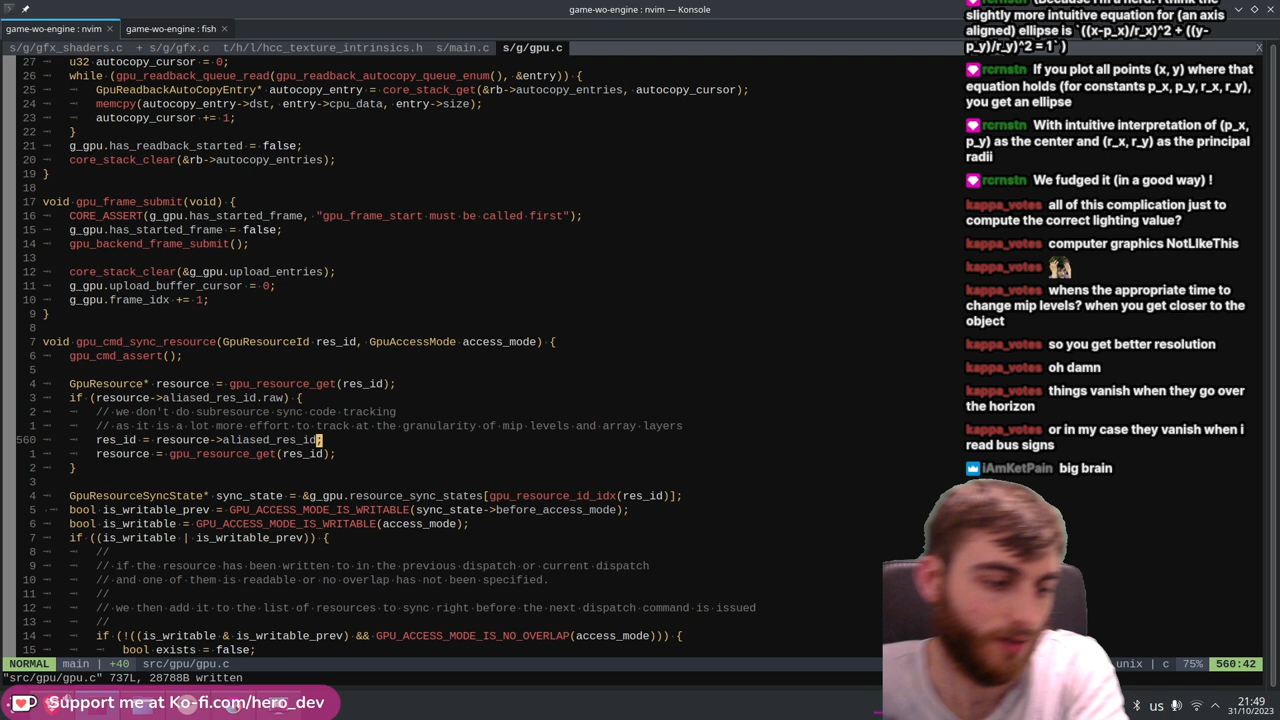 game-wo-engine : nvim — Konsole
game-wo-engine : nvim
game-wo-engine : fish
s/g/gfx_shaders.c + s/g/gfx.c t/h/l/hcc_texture_intrinsics.h s/main.c s/g/gpu.c X
27 u32 autocopy_cursor = 0;
26 while (gpu_readback_queue_read(gpu_readback_autocopy_queue_enum(), &entry)) {
25 GpuReadbackAutoCopyEntry* autocopy_entry = core_stack_get(&rb->autocopy_entries, autocopy_cursor);
24 memcpy(autocopy_entry->dst, entry->cpu_data, entry->size);
23 autocopy_cursor += 1;
22 }
21 g_gpu.has_readback_started = false;
20 core_stack_clear(&rb->autocopy_entries);
19 }
18
17 void gpu_frame_submit(void) {
16 CORE_ASSERT(g_gpu.has_started_frame, "gpu_frame_start must be called first");
15 g_gpu.has_started_frame = false;
14 gpu_backend_frame_submit();
13
12 core_stack_clear(&g_gpu.upload_entries);
11 g_gpu.upload_buffer_cursor = 0;
10 g_gpu.frame_idx += 1;
9 }
8
7 void gpu_cmd_sync_resource(GpuResourceId res_id, GpuAccessMode access_mode) {
6 gpu_cmd_assert();
5
4 GpuResource* resource = gpu_resource_get(res_id);
3 if (resource->aliased_res_id.raw) {
2 // we don't do subresource sync code tracking
1 // as it is a lot more effort to track at the granularity of mip levels and array layers
560 res_id = resource->aliased_res_id;
1 resource = gpu_resource_get(res_id);
2 }
3
4 GpuResourceSyncState* sync_state = &g_gpu.resource_sync_states[gpu_resource_id_idx(res_id)];
5 bool is_writable_prev = GPU_ACCESS_MODE_IS_WRITABLE(sync_state->before_access_mode);
6 bool is_writable = GPU_ACCESS_MODE_IS_WRITABLE(access_mode);
7 if ((is_writable | is_writable_prev)) {
8 //
9 // if the resource has been written to in the previous dispatch or current dispatch
10 // and one of them is readable or no overlap has not been specified.
11 //
12 // we then add it to the list of resources to sync right before the next dispatch command is issued
13 //
14 if (!((is_writable & is_writable_prev) && GPU_ACCESS_MODE_IS_NO_OVERLAP(access_mode))) {
15 bool exists = false;
NORMAL main | +40 src/gpu/gpu.c unix | c 75% 560:42
"src/gpu/gpu.c" 737L, 28788B written
Support me at Ko-fi.com/hero_dev
us
21:49
31/10/2023
(Because I'm a nerd: I think the
slightly more intuitive equation for (an axis
aligned) ellipse is `((x-p_x)/r_x)^2 + ((y-
p_y)/r_y)^2 = 1`)
rcrnstn If you plot all points (x, y) where that
equation holds (for constants p_x, p_y, r_x, r_y),
you get an ellipse
rcrnstn With intuitive interpretation of (p_x,
p_y) as the center and (r_x, r_y) as the principal
radii
rcrnstn We fudged it (in a good way) !
kappa_votes all of this complication just to
compute the correct lighting value?
kappa_votes computer graphics NotLIkeThis
kappa_votes
kappa_votes whens the appropriate time to
change mip levels? when you get closer to the
object
kappa_votes so you get better resolution
kappa_votes oh damn
kappa_votes things vanish when they go over
the horizon
kappa_votes or in my case they vanish when i
read bus signs
iAmKetPain big brain